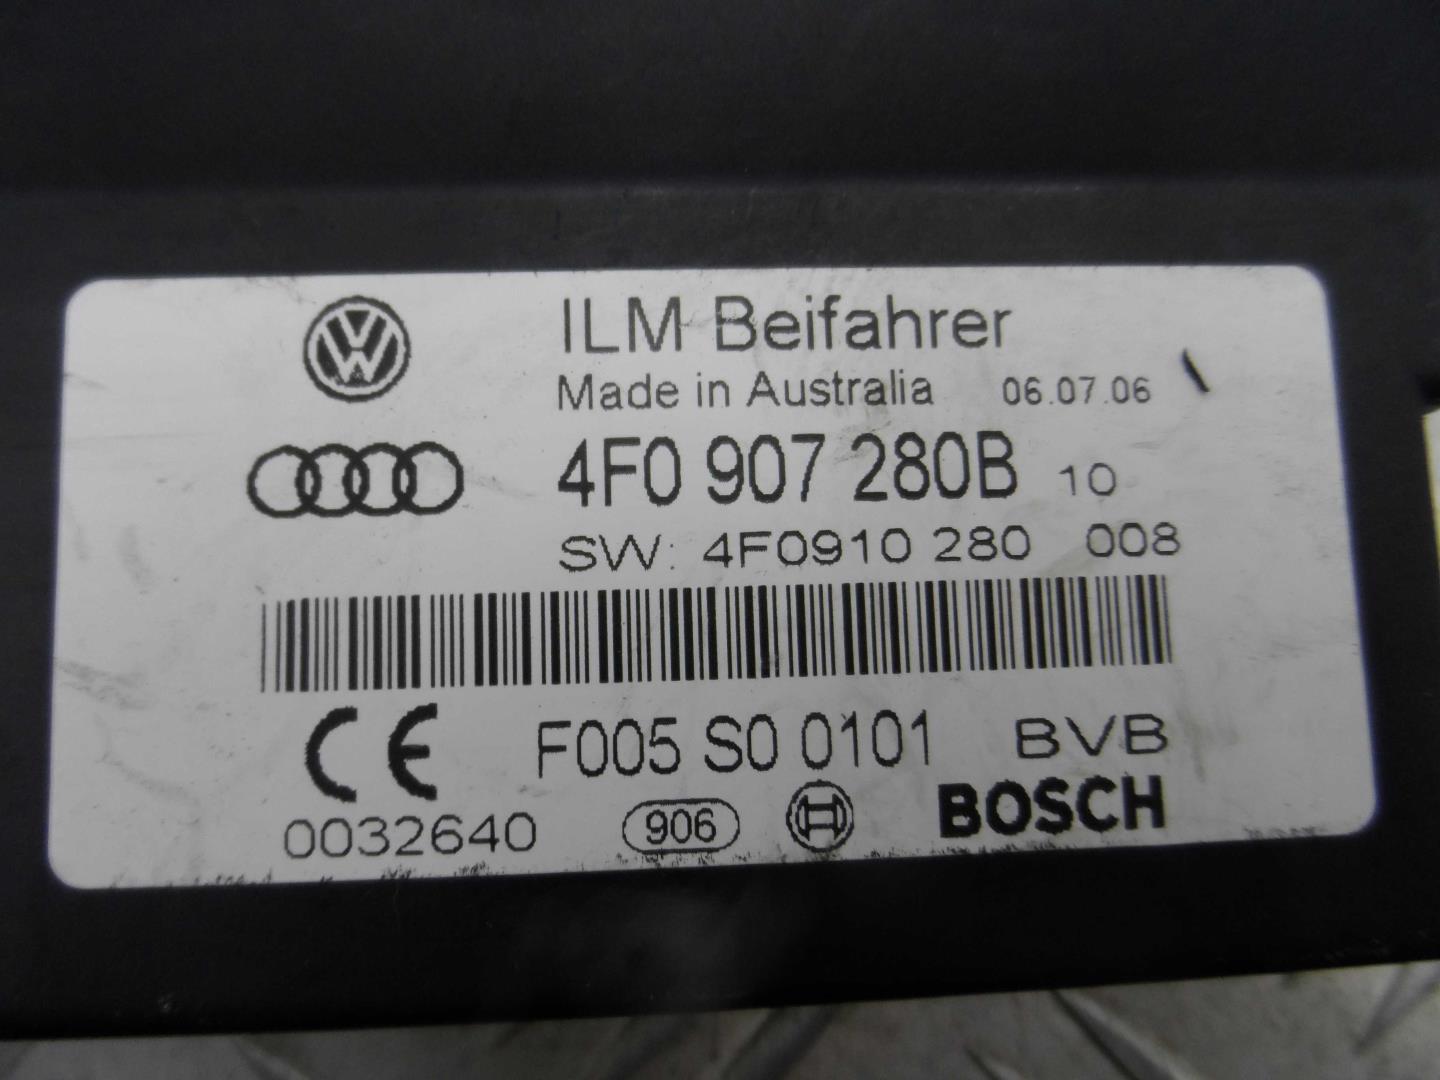 ILM Beifahrer
Made in Australia 06.07.06
4F0 907 280B 10
SW: 4F0910 280 008
F005 S0 0101 BVB
CE
0032640 906 BOSCH